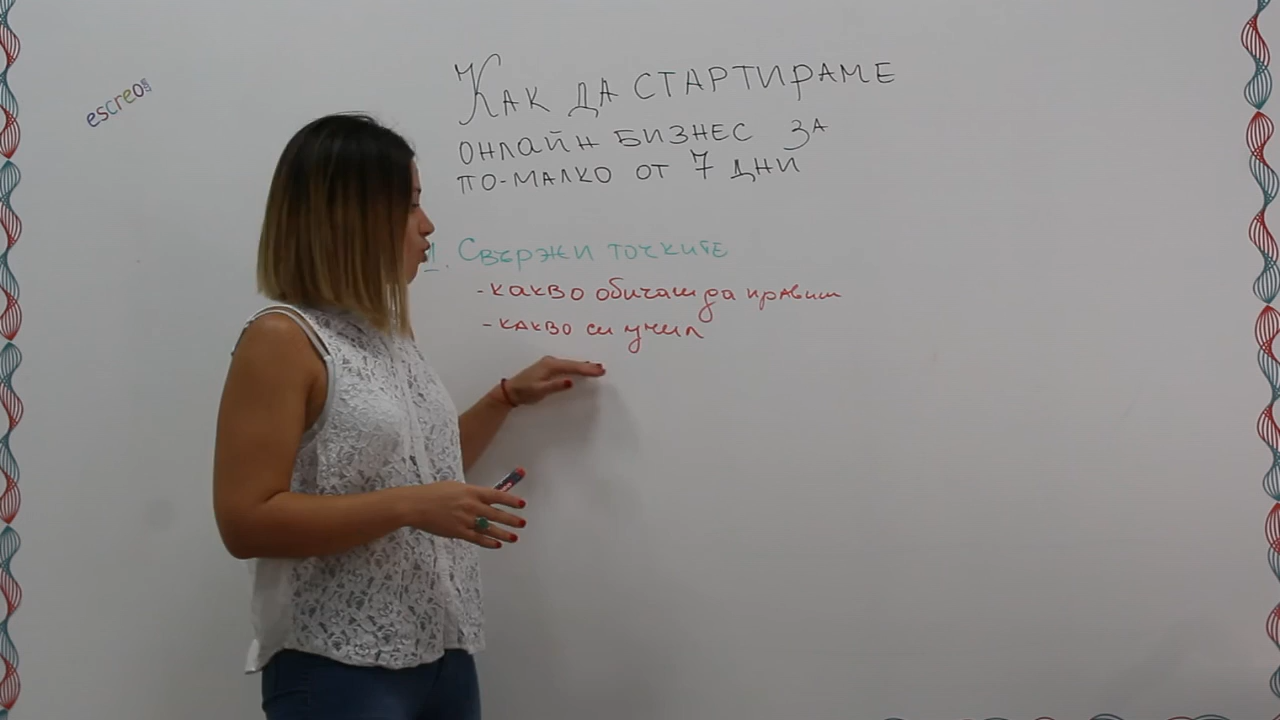 escreo
Как да стартираме
онлайн бизнес за
по-малко от 7 дни
1. Свържи точките
- какво обичаш да правиш
- какво си учил